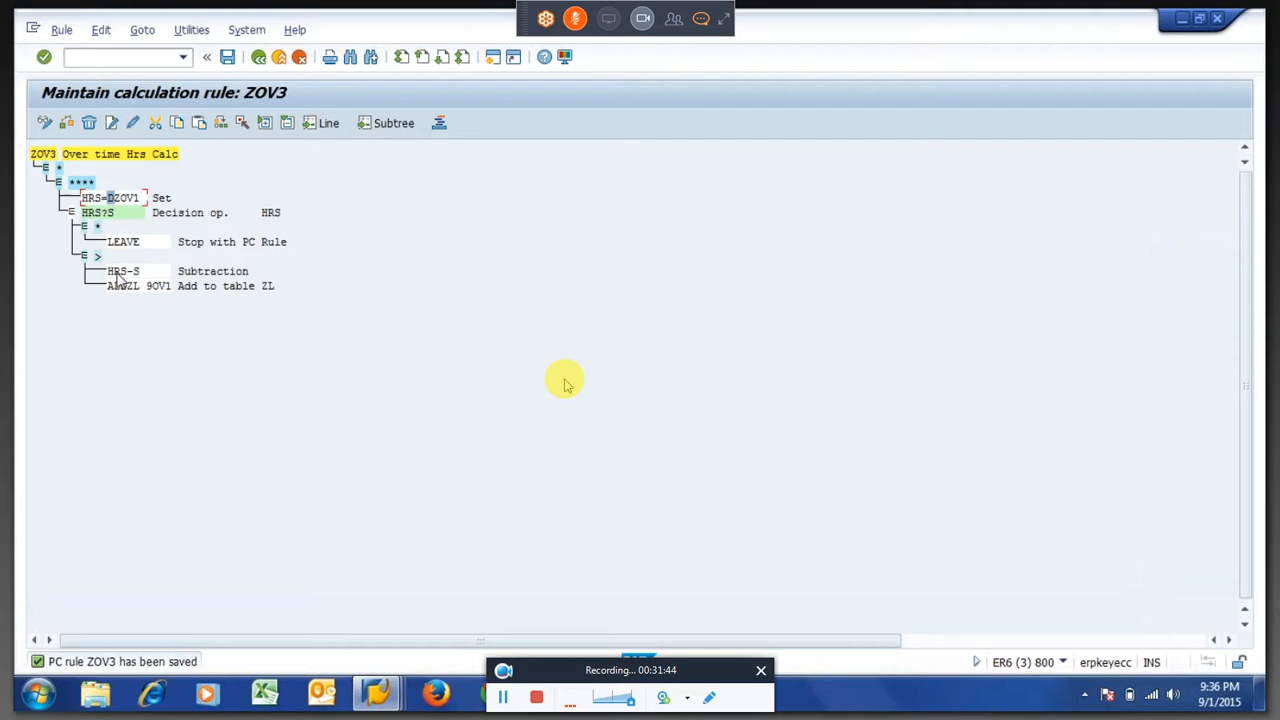 Rule Edit Goto Utilities System Help
Maintain calculation rule: ZOV3
Line Subtree
ZOV3 Over time Hrs Calc
*
****
HRS=DZOV1 Set
HRS?S Decision op. HRS
*
LEAVE Stop with PC Rule
>
HRS-S Subtraction
9OV1 Add to table ZL
PC rule ZOV3 has been saved
ER6 (3) 800 erpkeyecc INS
Recording... 00:31:44
9:36 PM
9/1/2015